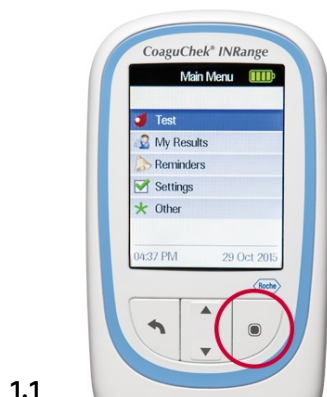 CoaguChek® INRange
Main Menu
Test
My Results
Reminders
Settings
Other
04:37 PM 29 Oct 2015
Roche
1.1